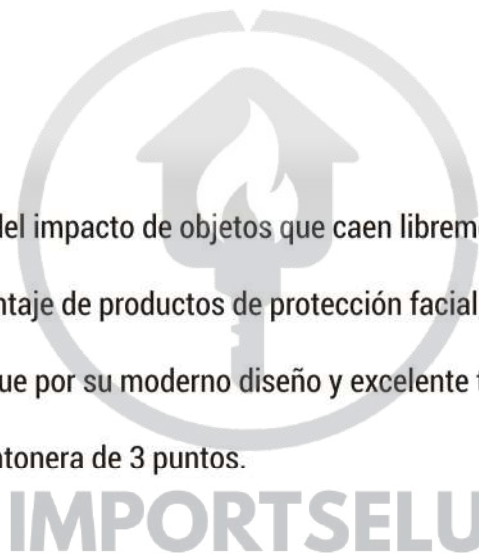 del impacto de objetos que caen librem
ntaje de productos de protección facial
ue por su moderno diseño y excelente
ntonera de 3 puntos.
IMPORTSELU